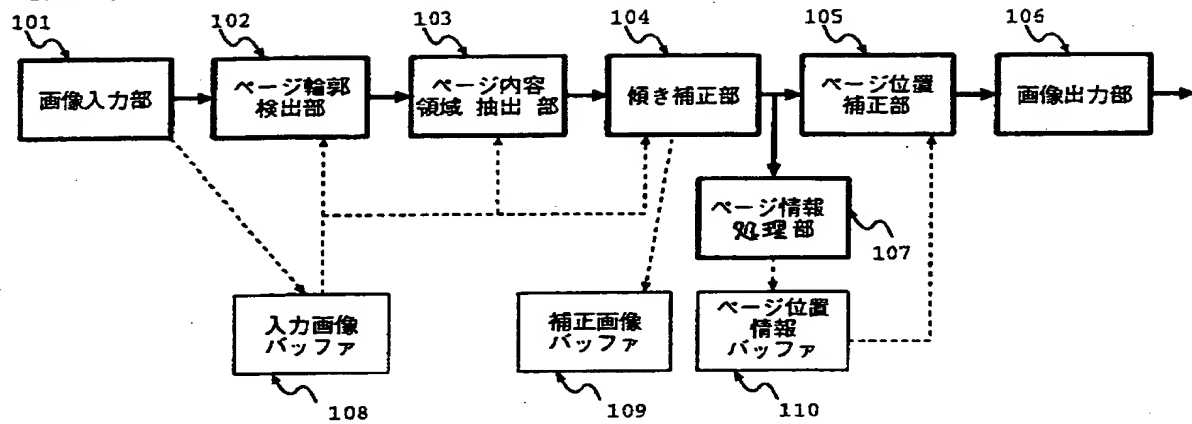 101
102
103
104
105
106
画像入力部
ページ輪郭
検出部
ページ内容
領域 抽出 部
傾き補正部
ページ位置
補正部
画像出力部
ページ情報
処理部
107
入力画像
バッファ
補正画像
バッファ
ページ位置
情報
バッファ
108
109
110